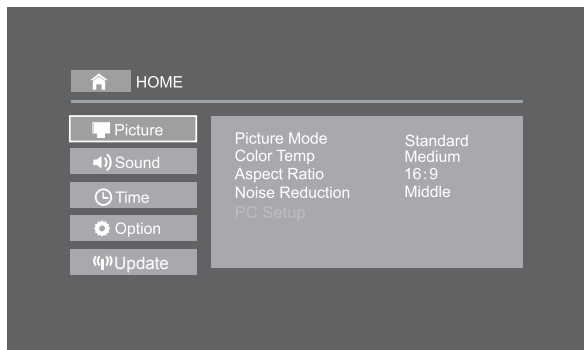 HOME
Picture
Sound
Time
Option
Update
Picture Mode Standard
Color Temp Medium
Aspect Ratio 16:9
Noise Reduction Middle
PC Setup